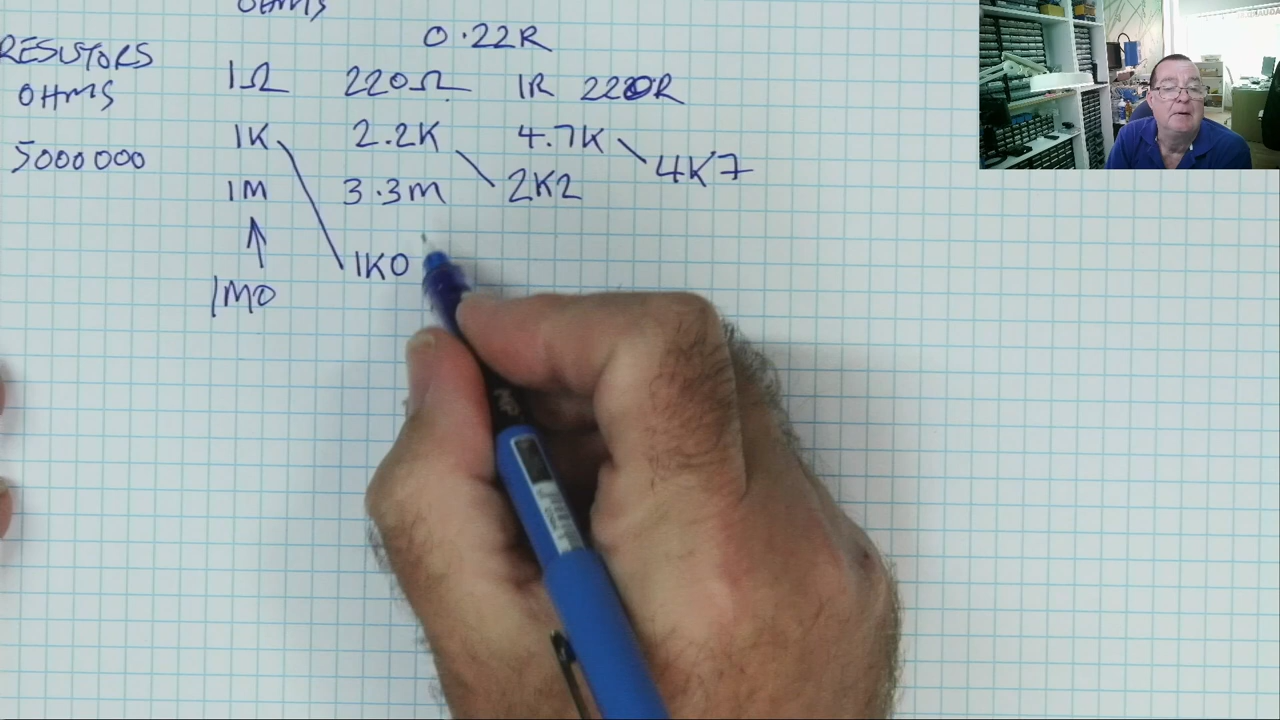 OHMS
0.22R
RESISTORS
OHMS
1Ω 220Ω 1R 220R
1K 2.2K 4.7K 4K7
5000000
1M 3.3M 2K2
1K0
1M0